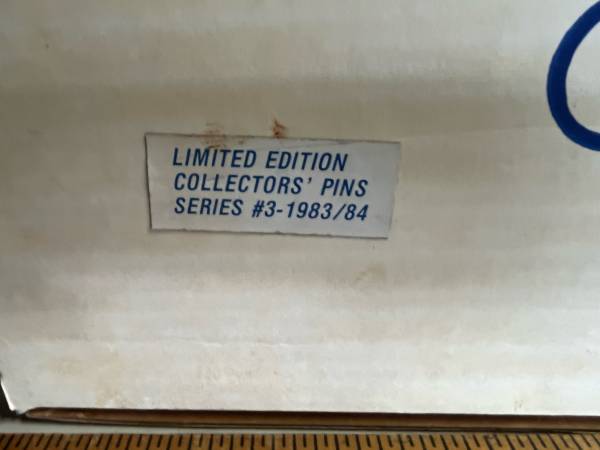 LIMITED EDITION
COLLECTORS' PINS
SERIES #3-1983/84